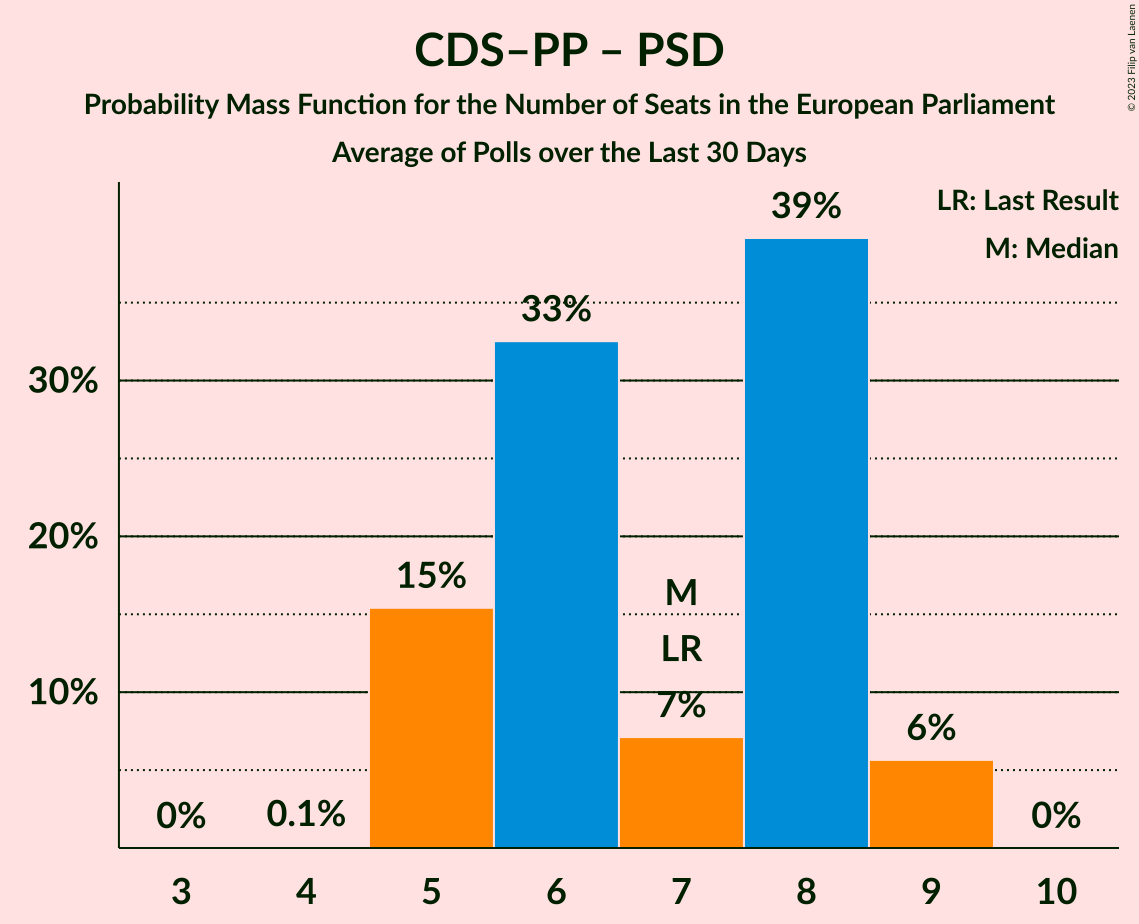 CDS–PP – PSD
Probability Mass Function for the Number of Seats in the European Parliament
Average of Polls over the Last 30 Days
© 2023 Filip van Laenen
LR: Last Result
M: Median
39%
33%
30%
20%
15%
M
LR
10%
7%
6%
0%
0.1%
0%
3 4 5 6 7 8 9 10